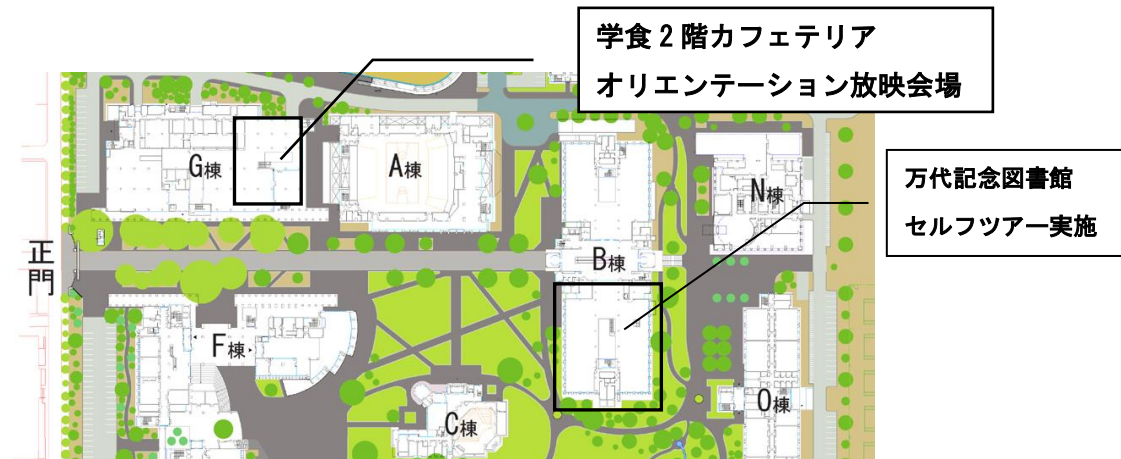 学食2階カフェテリア
オリエンテーション放映会場
G棟
A棟
N棟
万代記念図書館
セルフツアー実施
正門
B棟
F棟
C棟
O棟